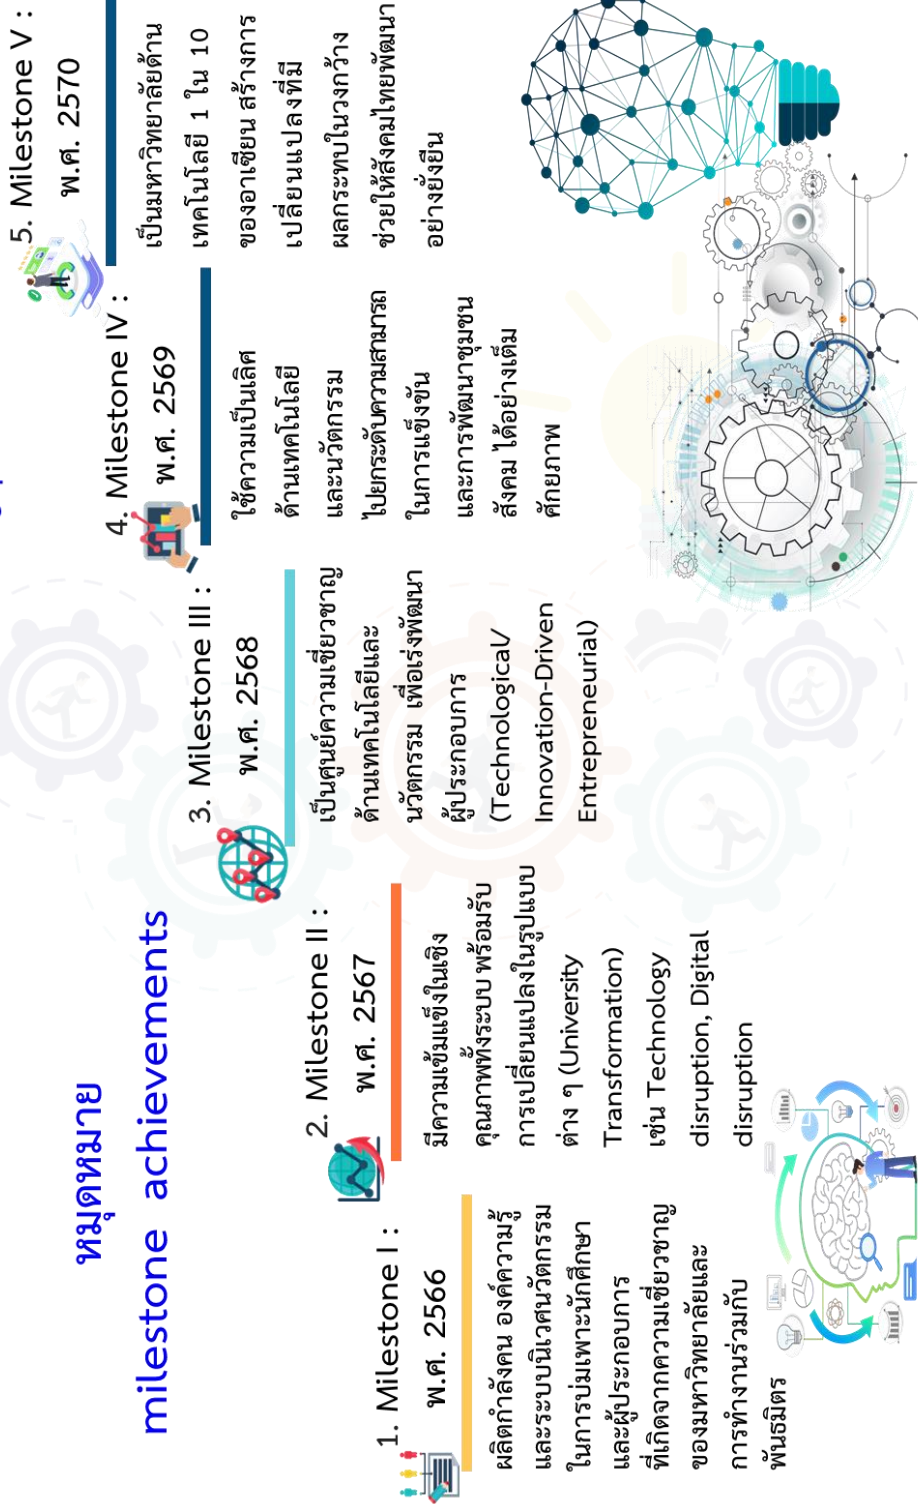 หมุดหมาย
milestone achievements
1. Milestone I :
พ.ศ. 2566
ผลิตกำลังคน องค์ความรู้
และระบบนิเวศนวัตกรรม
ในการบ่มเพาะนักศึกษา
และผู้ประกอบการ
ที่เกิดจากความเชี่ยวชาญ
ของมหาวิทยาลัยและ
การทำงานร่วมกับ
พันธมิตร
2. Milestone II :
พ.ศ. 2567
มีความเข้มแข็งในเชิง
คุณภาพทั้งระบบ พร้อมรับ
การเปลี่ยนแปลงในรูปแบบ
ต่าง ๆ (University
Transformation)
เช่น Technology
disruption, Digital
disruption
3. Milestone III :
พ.ศ. 2568
เป็นศูนย์ความเชี่ยวชาญ
ด้านเทคโนโลยีและ
นวัตกรรม เพื่อเร่งพัฒนา
ผู้ประกอบการ
(Technological/
Innovation-Driven
Entrepreneurial)
4. Milestone IV :
พ.ศ. 2569
ใช้ความเป็นเลิศ
ด้านเทคโนโลยี
และนวัตกรรม
ไปยกระดับความสามารถ
ในการแข็งขัน
และการพัฒนาชุมชน
สังคม ได้อย่างเต็ม
ศักยภาพ
5. Milestone V :
พ.ศ. 2570
เป็นมหาวิทยาลัยด้าน
เทคโนโลยี 1 ใน 10
ของอาเซียน สร้างการ
เปลี่ยนแปลงที่มี
ผลกระทบในวงกว้าง
ช่วยให้สังคมไทยพัฒนา
อย่างยั่งยืน